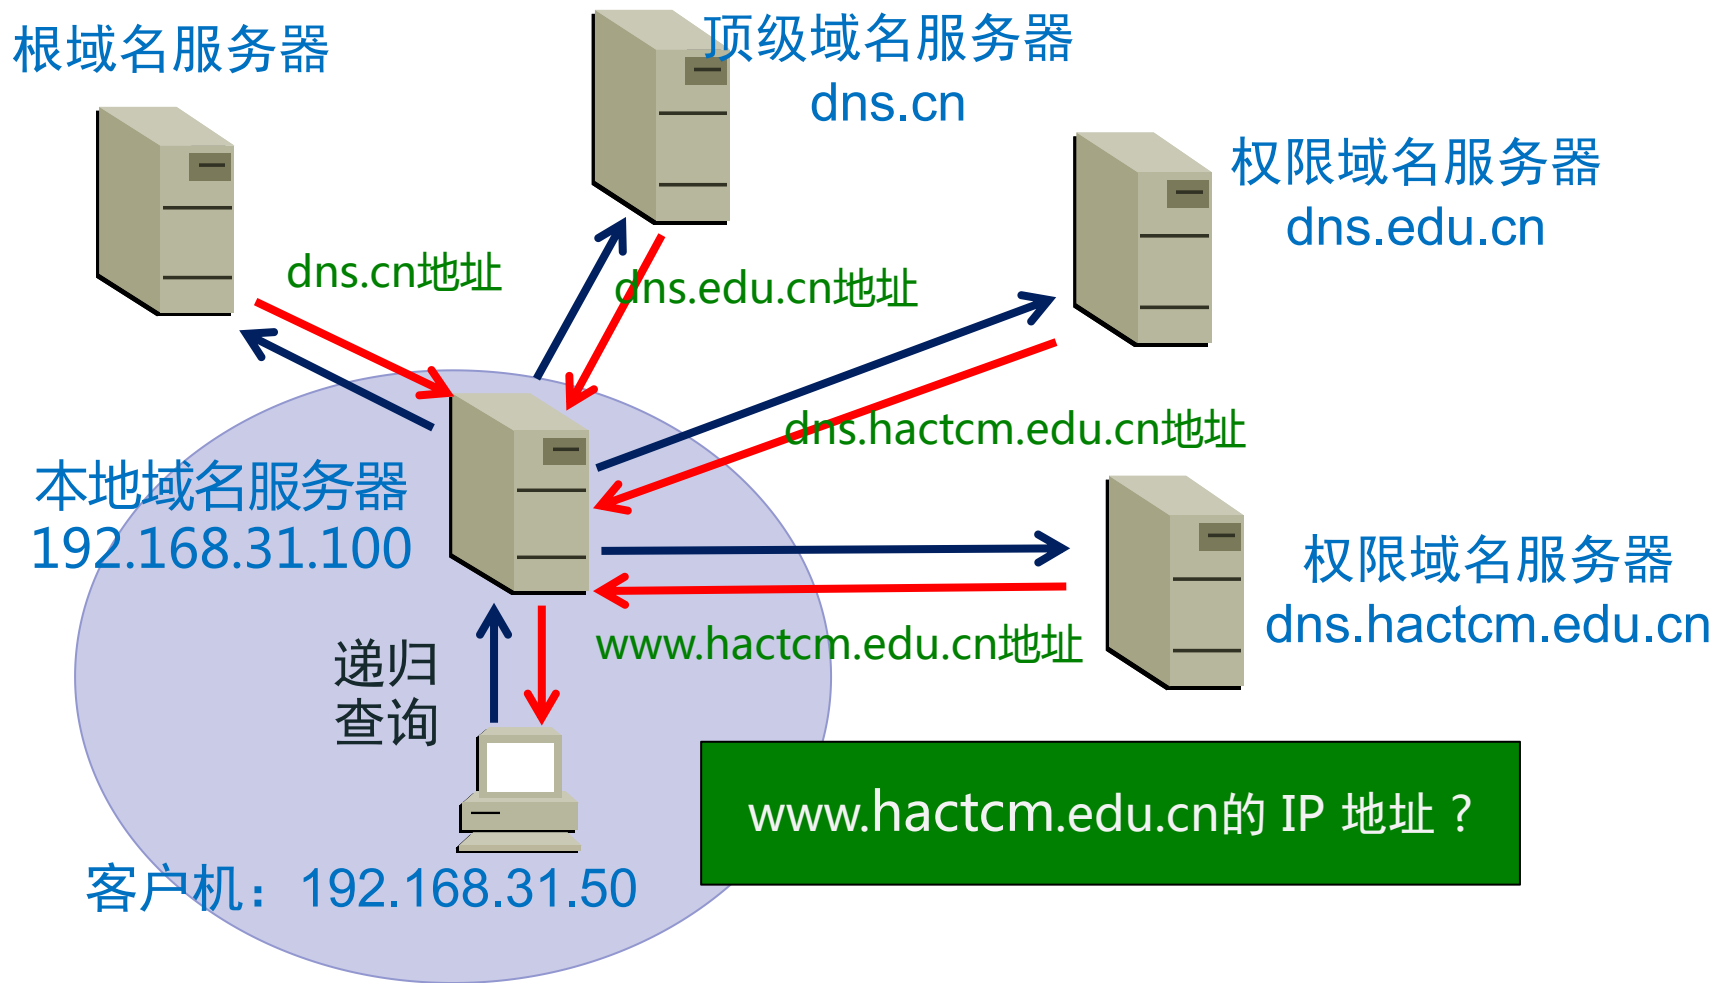 根域名服务器
顶级域名服务器
dns.cn
权限域名服务器
dns.edu.cn
dns.cn地址
dns.edu.cn地址
dns.hactcm.edu.cn地址
本地域名服务器
192.168.31.100
权限域名服务器
dns.hactcm.edu.cn
www.hactcm.edu.cn地址
递归
查询
www.hactcm.edu.cn的 IP 地址？
客户机：192.168.31.50